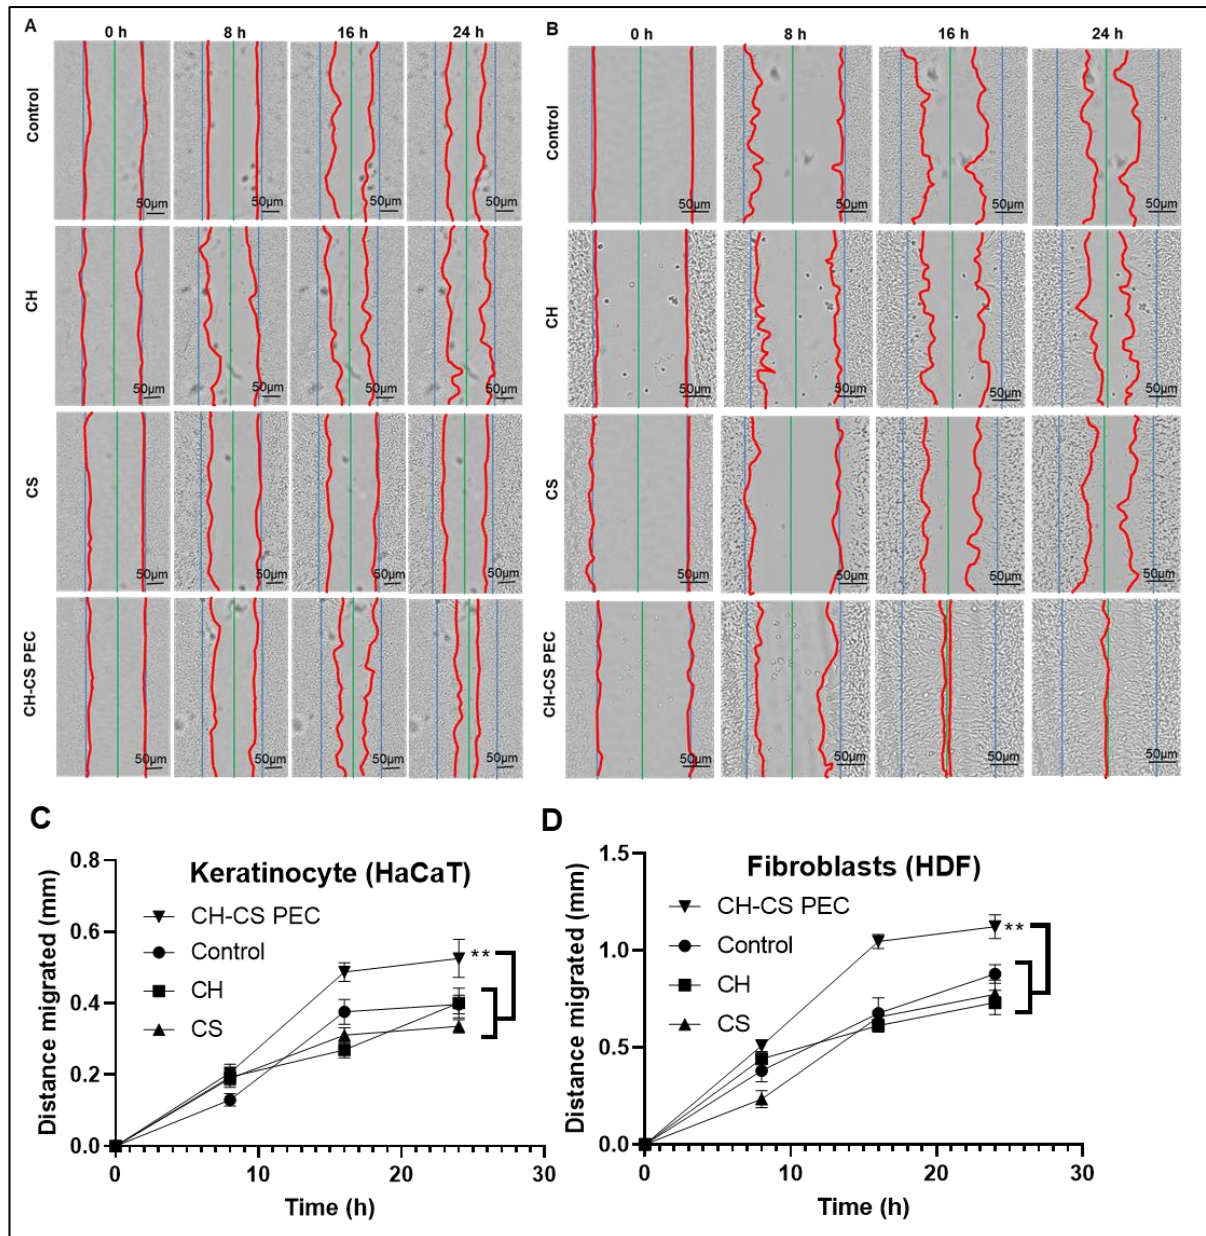 A
0 h 8 h 16 h 24 h
Control
50µm 50µm 50µm 50µm
CH
50µm 50µm 50µm 50µm
CS
50µm 50µm 50µm 50µm
CH-CS PEC
50µm 50µm 50µm 50µm
B
0 h 8 h 16 h 24 h
Control
50µm 50µm 50µm 50µm
CH
50µm 50µm 50µm 50µm
CS
50µm 50µm 50µm 50µm
CH-CS PEC
50µm 50µm 50µm 50µm
C
Keratinocyte (HaCaT)
CH-CS PEC
Control
CH
CS
**
Distance migrated (mm)
0.8
0.6
0.4
0.2
0.0
0 10 20 30
Time (h)
D
Fibroblasts (HDF)
CH-CS PEC
Control
CH
CS
**
Distance migrated (mm)
1.5
1.0
0.5
0.0
0 10 20 30
Time (h)